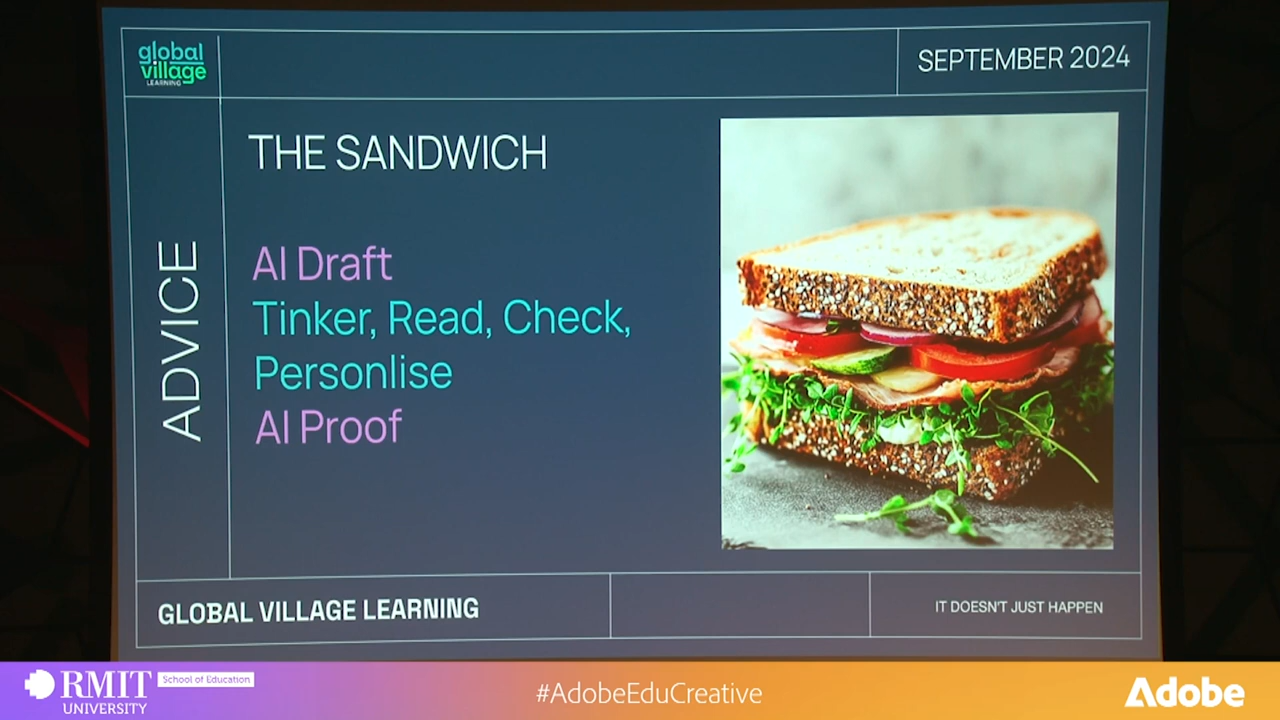 global
village
LEARNING
SEPTEMBER 2024
THE SANDWICH
ADVICE
AI Draft
Tinker, Read, Check,
Personlise
AI Proof
GLOBAL VILLAGE LEARNING
IT DOESN'T JUST HAPPEN
RMIT
UNIVERSITY
School of Education
#AdobeEduCreative
Adobe